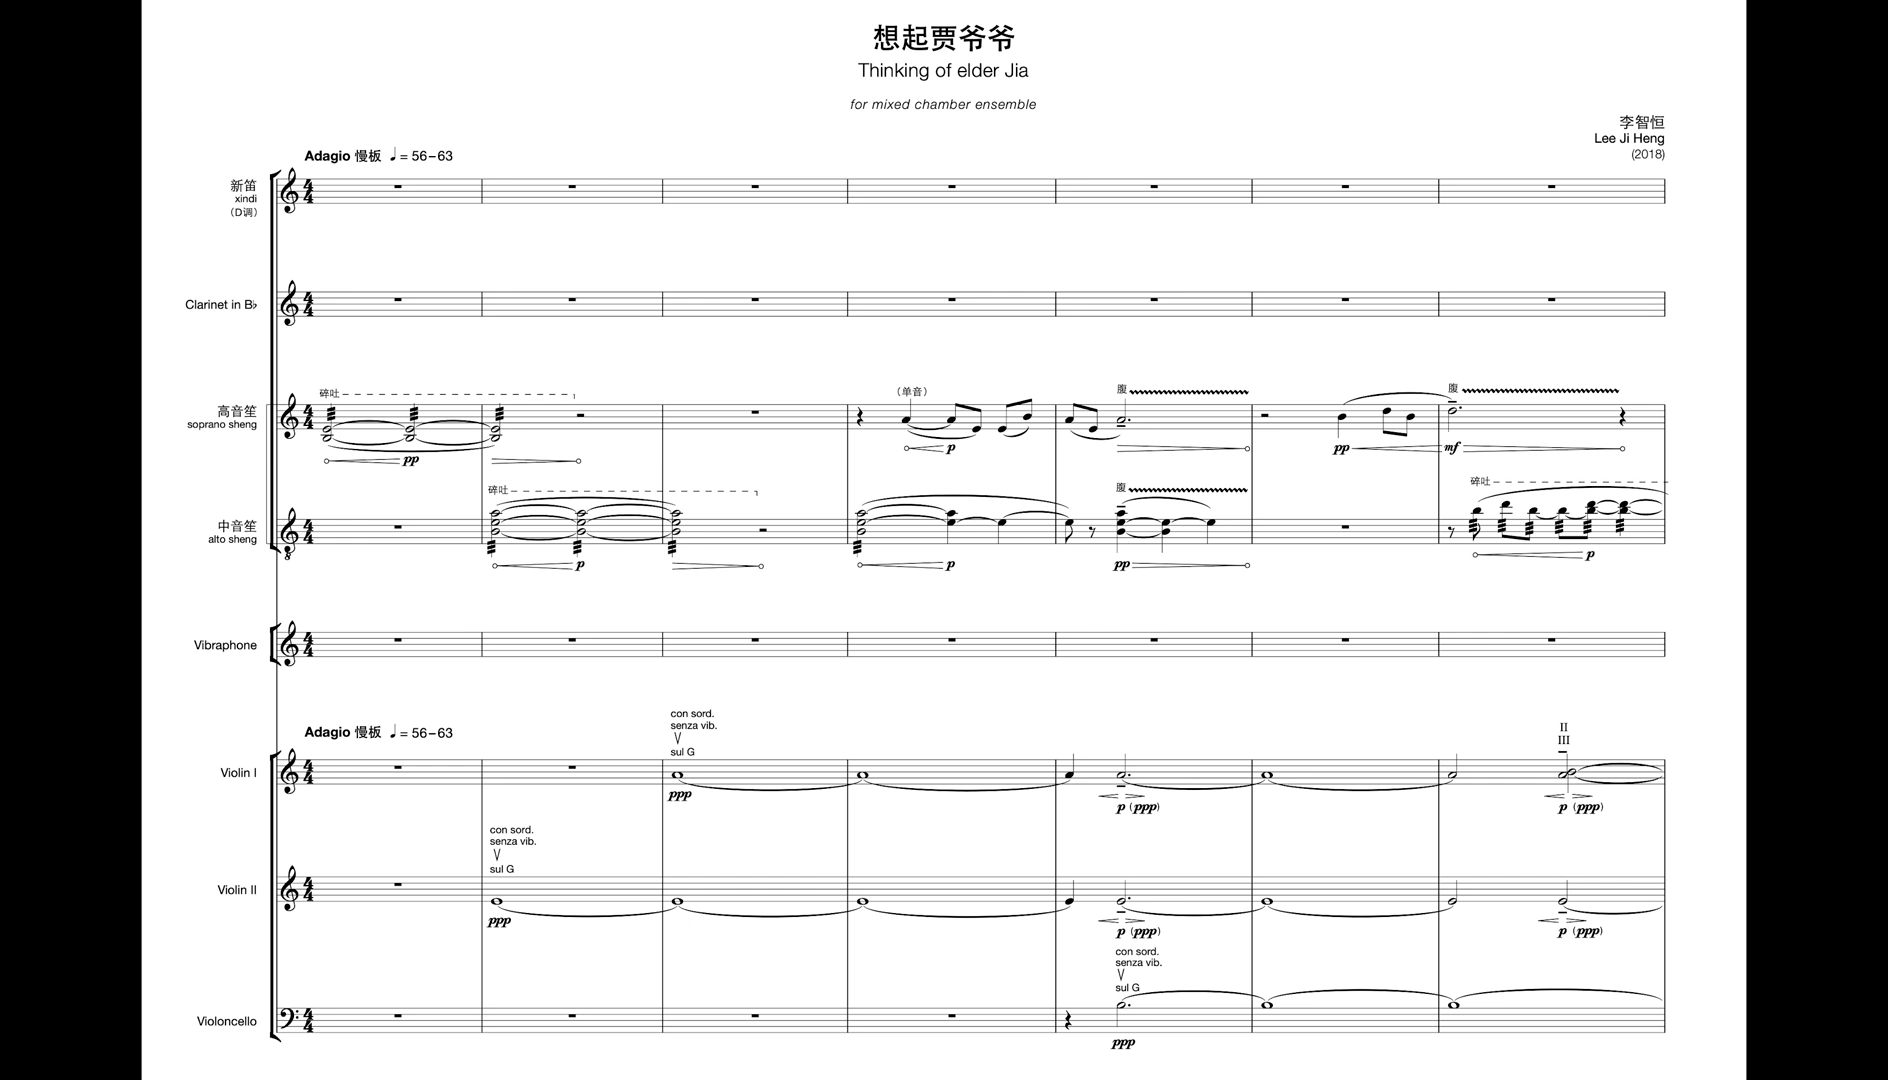 想起贾爷爷
Thinking of elder Jia
for mixed chamber ensemble
李智恒
Lee Ji Heng
(2018)
Adagio 慢板 ♩ = 56–63
新笛
xindi
（D调）
Clarinet in B♭
碎吐
（单音）
腹
腹
高音笙
soprano sheng
pp
p
pp
mf
碎吐
腹
碎吐
中音笙
alto sheng
p
p
pp
p
Vibraphone
con sord.
senza vib.
sul G
II
III
Adagio 慢板 ♩ = 56–63
Violin I
ppp
p (ppp)
p (ppp)
con sord.
senza vib.
sul G
Violin II
ppp
p (ppp)
p (ppp)
con sord.
senza vib.
sul G
Violoncello
ppp